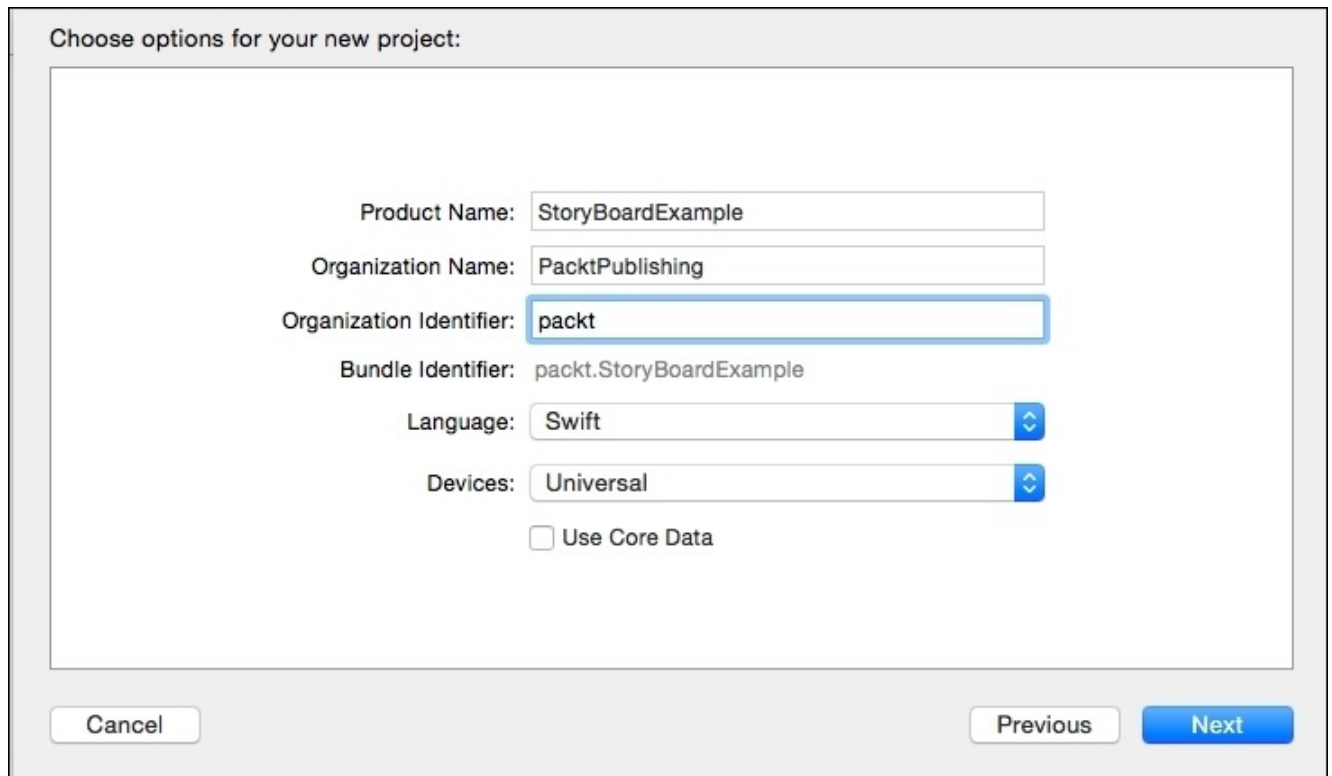 Choose options for your new project:
Product Name: StoryBoardExample
Organization Name: PacktPublishing
Organization Identifier: packt
Bundle Identifier: packt.StoryBoardExample
Language: Swift
Devices: Universal
Use Core Data
Cancel Previous Next